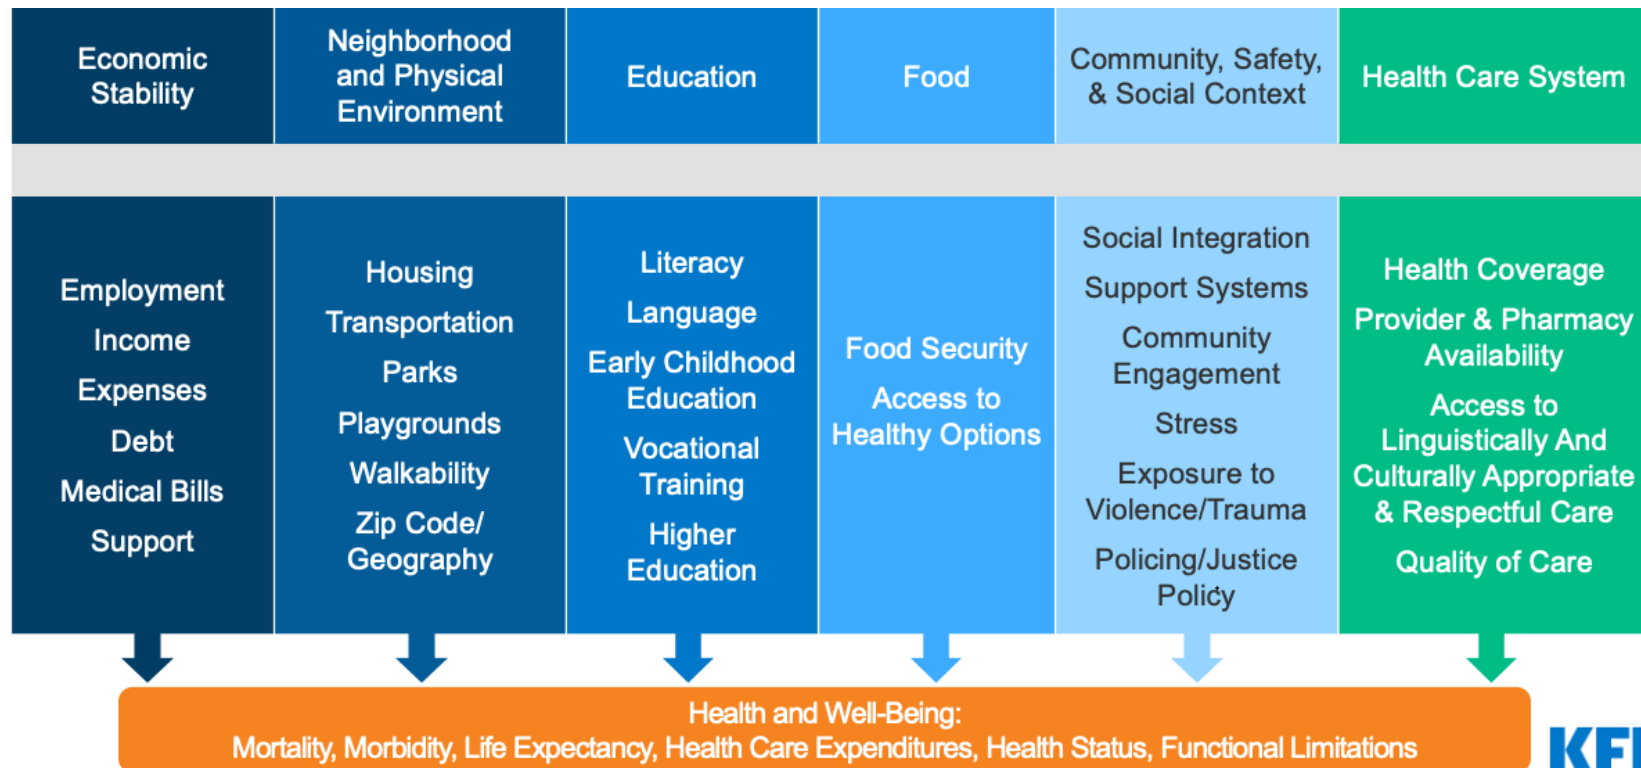 Economic
Stability
Neighborhood
and Physical
Environment
Education
Food
Community, Safety,
& Social Context
Health Care System
Employment
Income
Expenses
Debt
Medical Bills
Support
Housing
Transportation
Parks
Playgrounds
Walkability
Zip Code/
Geography
Literacy
Language
Early Childhood
Education
Vocational
Training
Higher
Education
Food Security
Access to
Healthy Options
Social Integration
Support Systems
Community
Engagement
Stress
Exposure to
Violence/Trauma
Policing/Justice
Policy
Health Coverage
Provider & Pharmacy
Availability
Access to
Linguistically And
Culturally Appropriate
& Respectful Care
Quality of Care
Health and Well-Being:
Mortality, Morbidity, Life Expectancy, Health Care Expenditures, Health Status, Functional Limitations